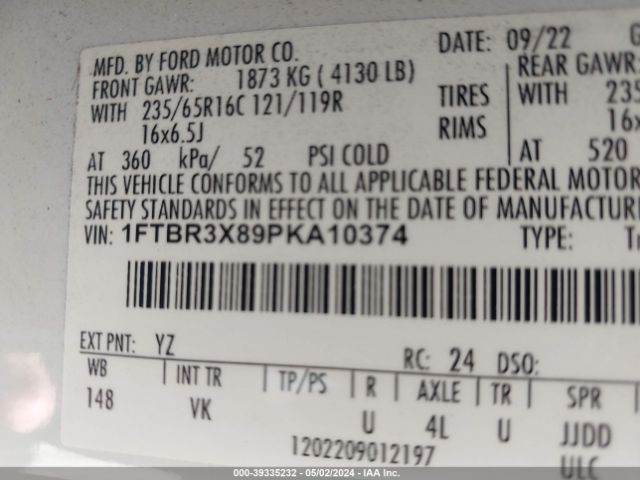 MFD. BY FORD MOTOR CO. DATE: 09/22
FRONT GAWR: 1873 KG ( 4130 LB) REAR GAWR:
WITH 235/65R16C 121/119R TIRES WITH
16x6.5J RIMS
AT 360 kPa/ 52 PSI COLD AT 520
THIS VEHICLE CONFORMS TO ALL APPLICABLE FEDERAL MOTOR
SAFETY STANDARDS IN EFFECT ON THE DATE OF
VIN: 1FTBR3X89PKA10374 TYPE:
EXT PNT: YZ RC: 24 DSO:
WB INT TR TP/PS R AXLE TR SPR
148 VK U 4L U JJDD
1202209012197 ULC
000-39335232 - 05/02/2024 - IAA Inc.